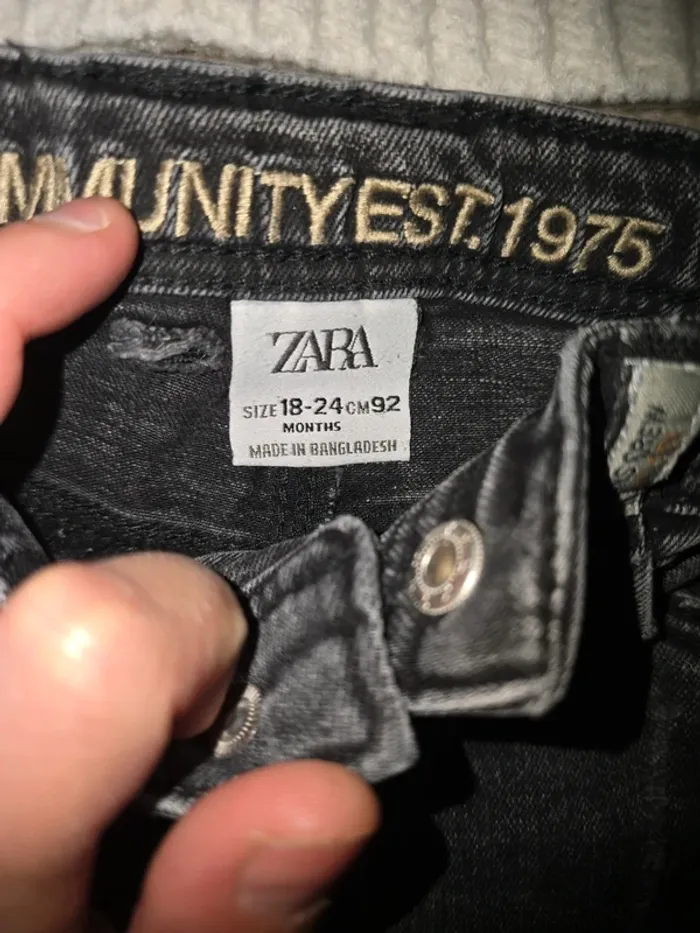 MMUNITY EST. 1975
ZARA
SIZE 18-24 CM 92
MONTHS
MADE IN BANGLADESH